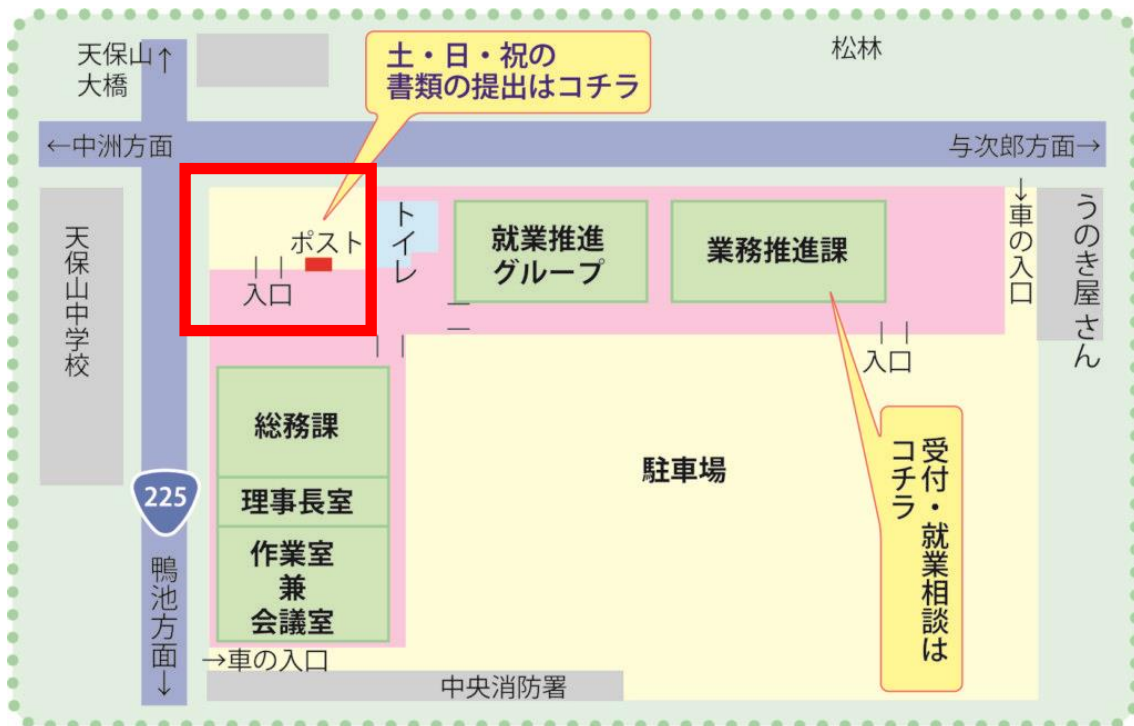 天保山↑
大橋
土・日・祝の
書類の提出はコチラ
松林
←中洲方面
与次郎方面→
天保山中学校
ポスト
入口
トイレ
就業推進
グループ
業務推進課
→車の入口
うのき屋さん
入口
総務課
理事長室
作業室
兼
会議室
駐車場
受付・就業相談は
コチラ
225
鴨池方面→
→車の入口
中央消防署